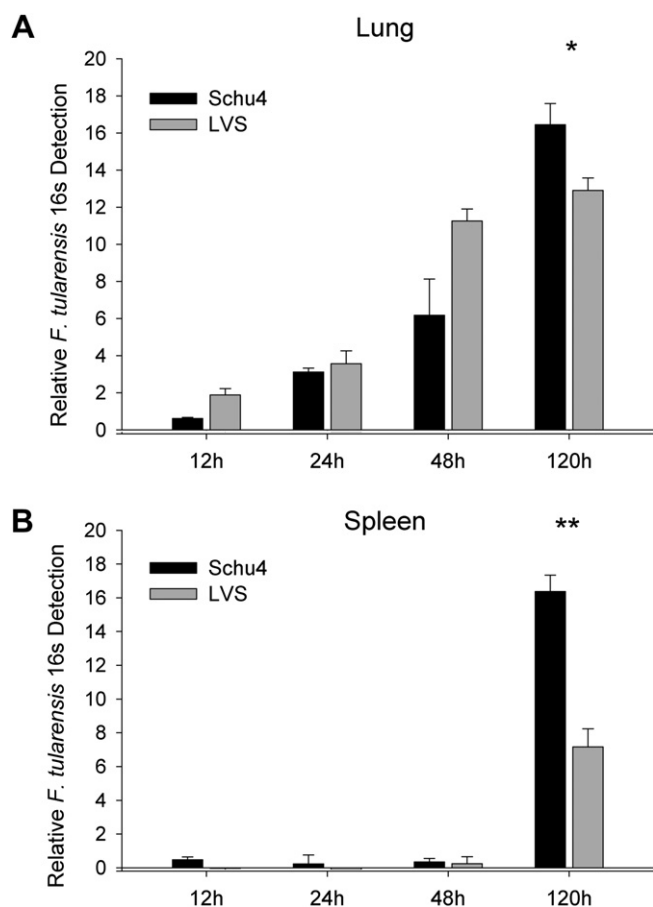 A
Lung
*
Relative F. tularensis 16s Detection
20
18
16
14
12
10
8
6
4
2
0
Schu4
LVS
12h 24h 48h 120h
B
Spleen
**
Relative F. tularensis 16s Detection
20
18
16
14
12
10
8
6
4
2
0
Schu4
LVS
12h 24h 48h 120h